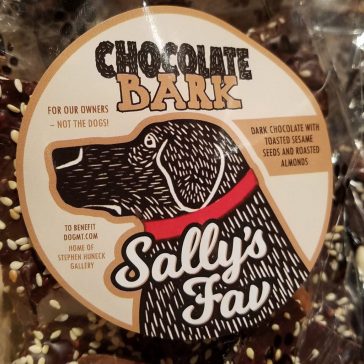 CHOCOLATE
BARK
FOR OUR OWNERS
– NOT THE DOGS!
DARK CHOCOLATE WITH
TOASTED SESAME
SEEDS AND ROASTED
ALMONDS
TO BENEFIT
DOGMT.COM
HOME OF
STEPHEN HUNECK
GALLERY
Sally's
Fav